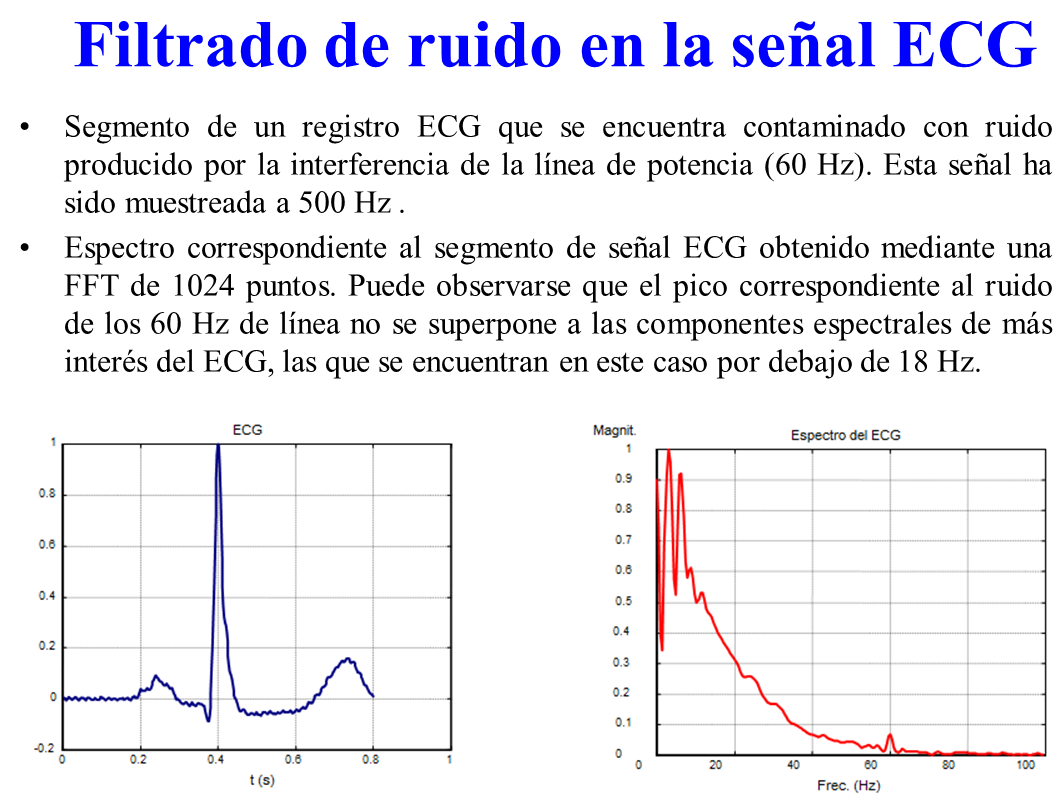 Filtrado de ruido en la señal ECG
• Segmento de un registro ECG que se encuentra contaminado con ruido
producido por la interferencia de la línea de potencia (60 Hz). Esta señal ha
sido muestreada a 500 Hz .
• Espectro correspondiente al segmento de señal ECG obtenido mediante una
FFT de 1024 puntos. Puede observarse que el pico correspondiente al ruido
de los 60 Hz de línea no se superpone a las componentes espectrales de más
interés del ECG, las que se encuentran en este caso por debajo de 18 Hz.
ECG
1
0.8
0.6
0.4
0.2
0
-0.2
0 0.2 0.4 0.6 0.8 1
t (s)
Magnit.
Espectro del ECG
1
0.9
0.8
0.7
0.6
0.5
0.4
0.3
0.2
0.1
0
0 20 40 60 80 100
Frec. (Hz)